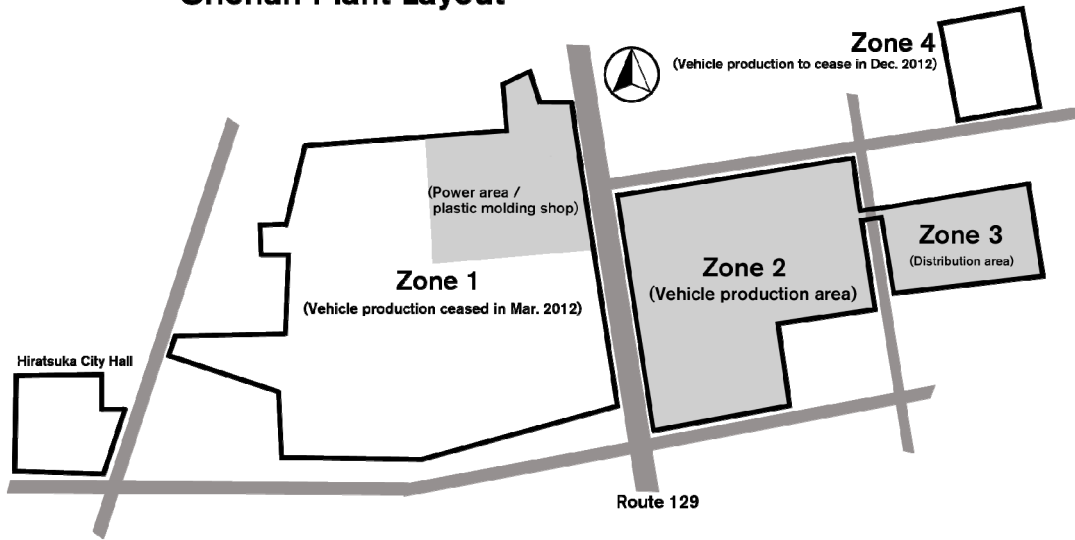 Shonan Plant Layout
Zone 4
(Vehicle production to cease in Dec. 2012)
(Power area /
plastic molding shop)
Zone 3
(Distribution area)
Zone 2
(Vehicle production area)
Zone 1
(Vehicle production ceased in Mar. 2012)
Hiratsuka City Hall
Route 129